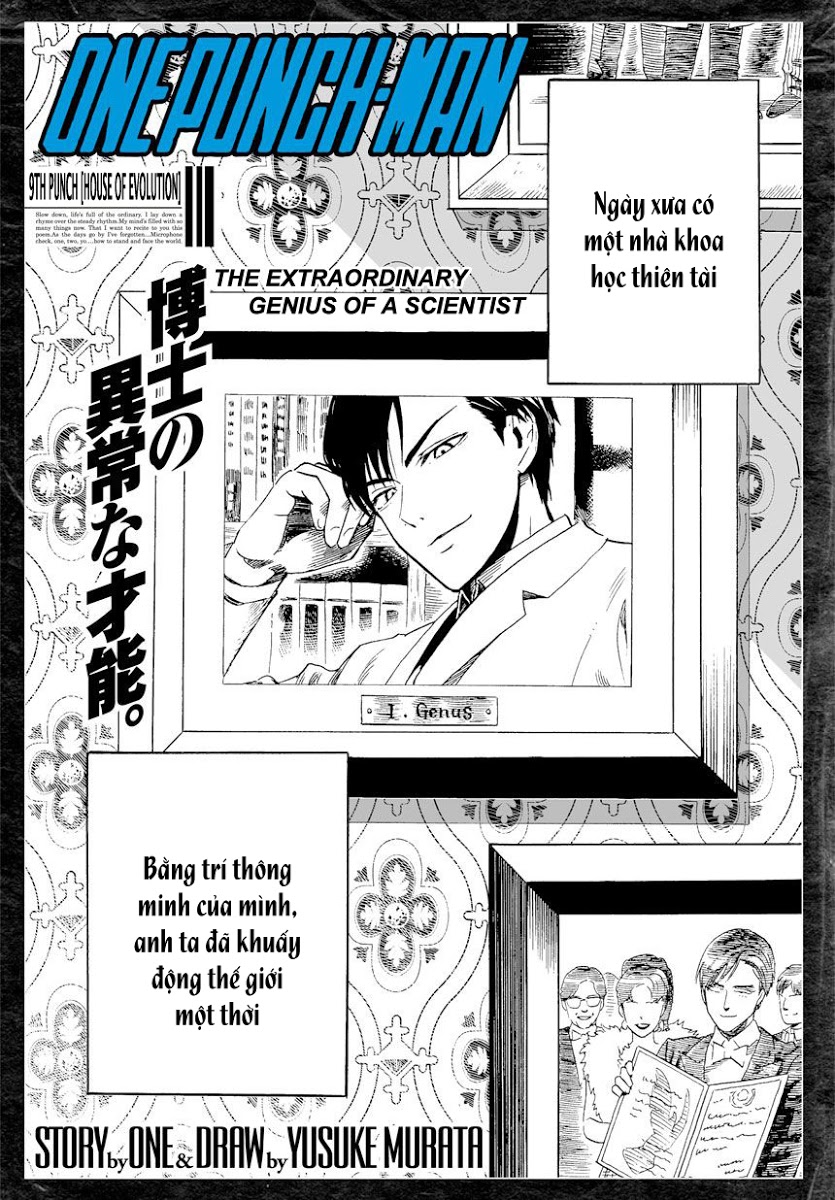 ONE PUNCH-MAN
9TH PUNCH [HOUSE OF EVOLUTION]
Slow down, life's full of the ordinary. I lay down a
rhyme over the steady rhythm.My mind's filled with so
many things now. That I want to recite to you this
poem.As the days go by I've forgotten....Microphone
check, one, two, yo.....how to stand and face the world.
THE EXTRAORDINARY
GENIUS OF A SCIENTIST
博士の
異常な才能。
Ngày xưa có
một nhà khoa
học thiên tài
I. Genus
Bằng trí thông
minh của mình,
anh ta đã khuấy
động thế giới
một thời
STORY by ONE & DRAW by YUSUKE MURATA